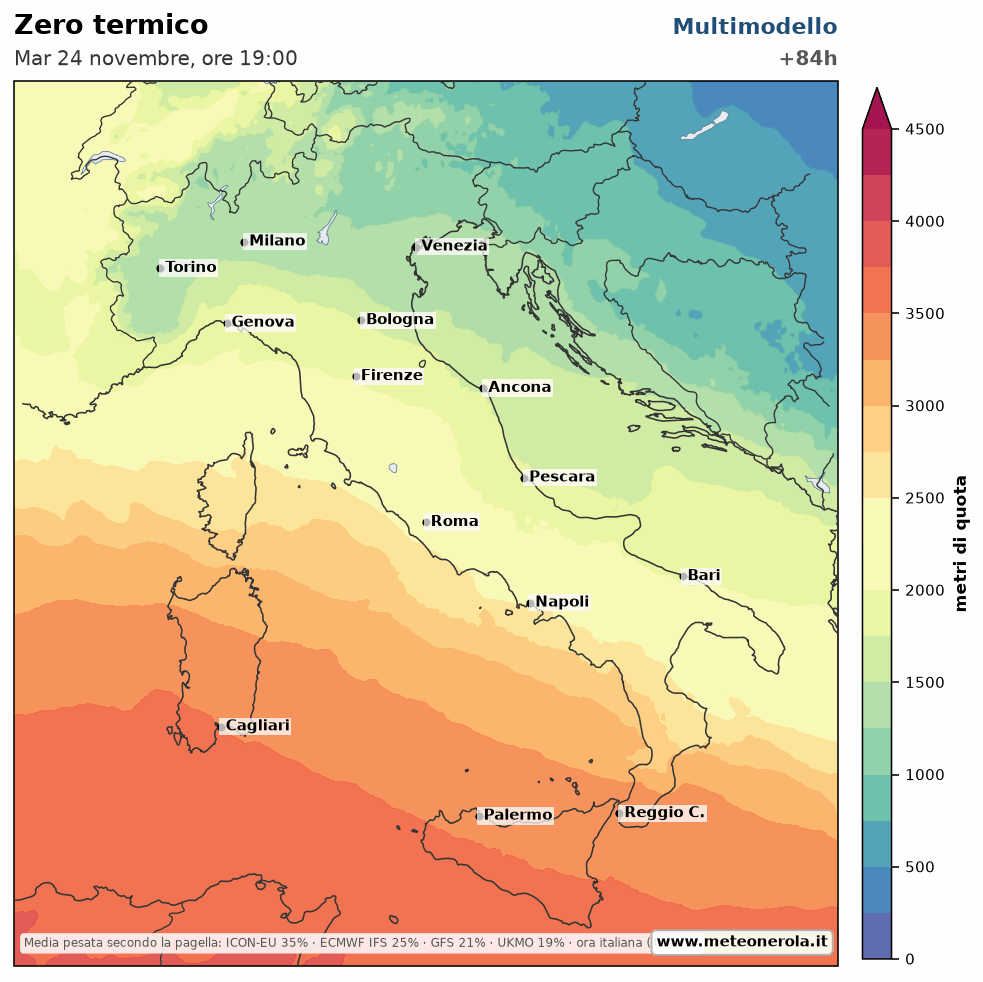 Zero termico
Multimodello
Mar 24 novembre, ore 19:00
+84h
4500
4000
3500
3000
2500
2000
1500
1000
500
0
metri di quota
Milano
Venezia
Torino
Genova
Bologna
Firenze
Ancona
Pescara
Roma
Bari
Napoli
Cagliari
Palermo
Reggio C.
Media pesata secondo la pagella: ICON-EU 35% · ECMWF IFS 25% · GFS 21% · UKMO 19% · ora italiana (
www.meteonerola.it